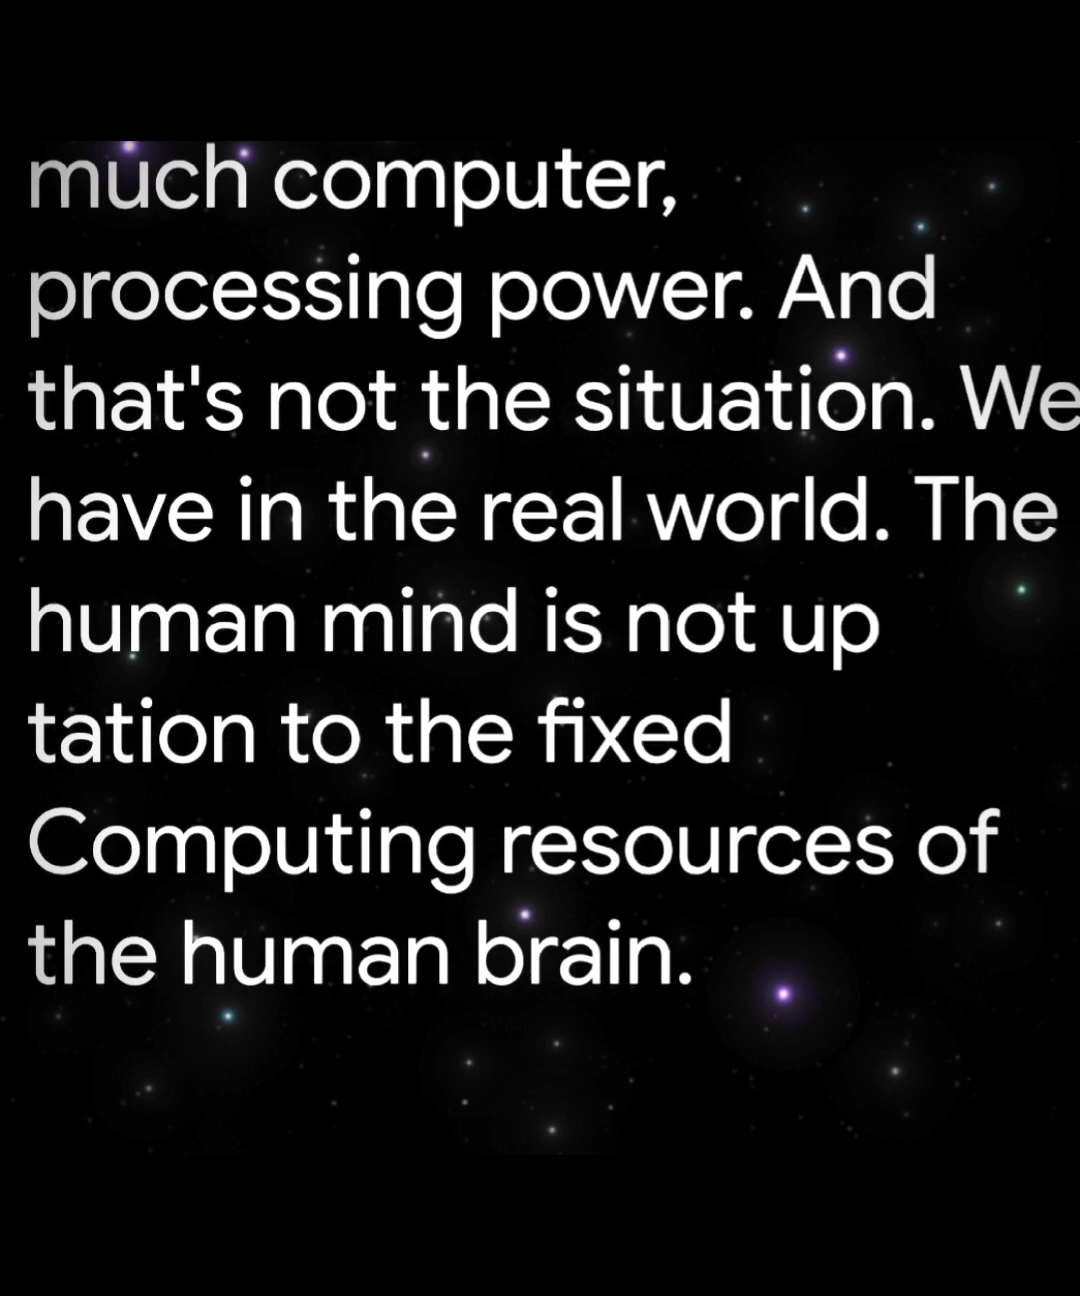 much computer,
processing power. And
that's not the situation. We
have in the real world. The
human mind is not up
tation to the fixed
Computing resources of
the human brain.